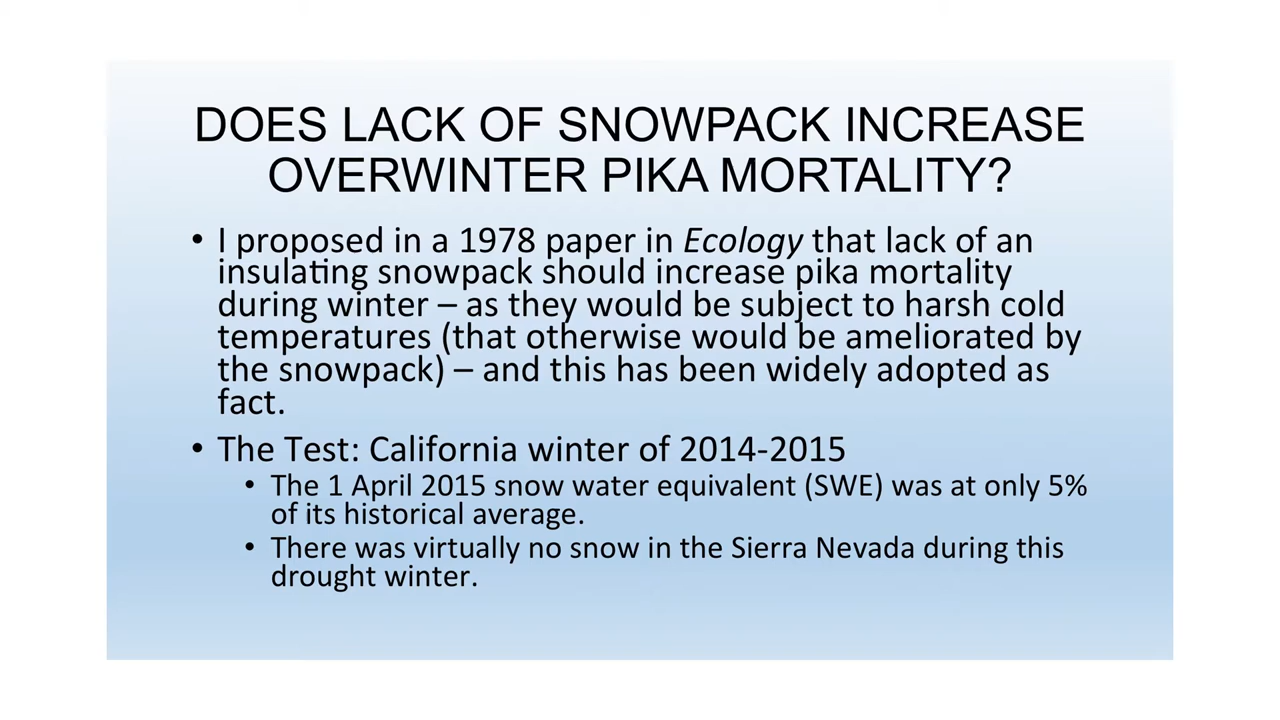 DOES LACK OF SNOWPACK INCREASE
OVERWINTER PIKA MORTALITY?
• I proposed in a 1978 paper in Ecology that lack of an
insulating snowpack should increase pika mortality
during winter – as they would be subject to harsh cold
temperatures (that otherwise would be ameliorated by
the snowpack) – and this has been widely adopted as
fact.
• The Test: California winter of 2014-2015
• The 1 April 2015 snow water equivalent (SWE) was at only 5%
of its historical average.
• There was virtually no snow in the Sierra Nevada during this
drought winter.